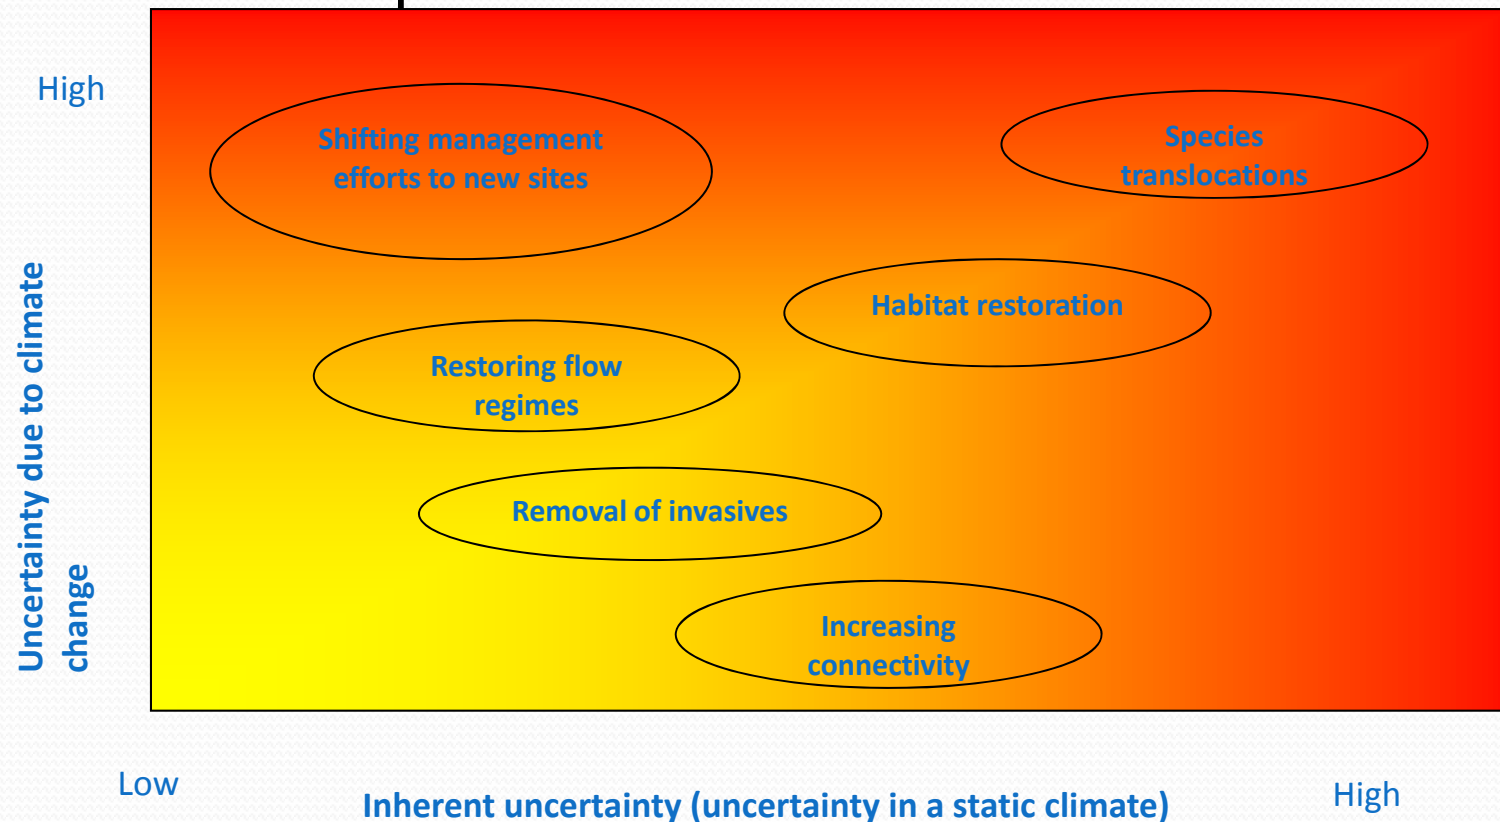 High
Shifting management
efforts to new sites
Species
translocations
Habitat restoration
Restoring flow
regimes
Removal of invasives
Increasing
connectivity
Uncertainty due to climate
change
Low
Inherent uncertainty (uncertainty in a static climate)
High